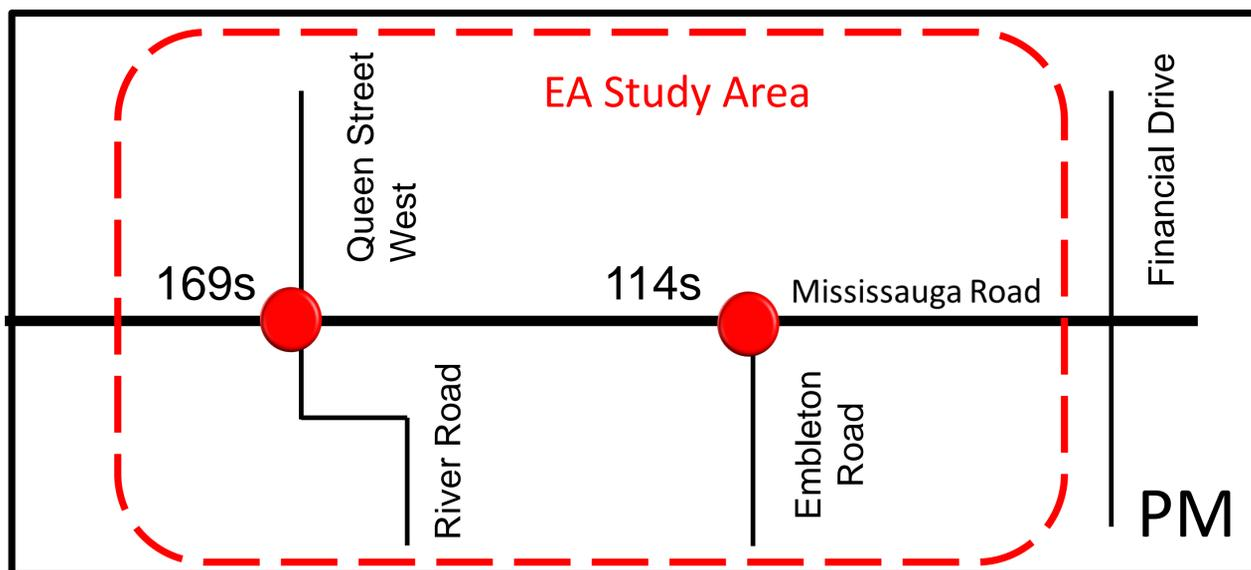 EA Study Area
Queen Street
West
Financial Drive
169s
114s
Mississauga Road
River Road
Embleton
Road
PM